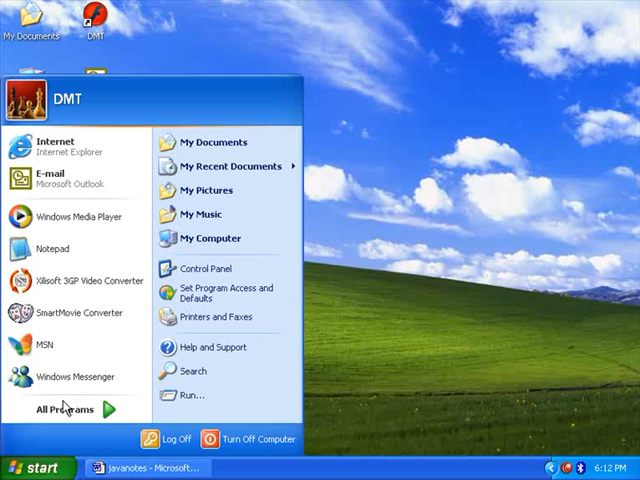 My Documents
DMT
DMT
Internet
Internet Explorer
E-mail
Microsoft Outlook
Windows Media Player
Notepad
Xilisoft 3GP Video Converter
SmartMovie Converter
MSN
Windows Messenger
All Programs
My Documents
My Recent Documents
My Pictures
My Music
My Computer
Control Panel
Set Program Access and
Defaults
Printers and Faxes
Help and Support
Search
Run...
Log Off
Turn Off Computer
start
javanotes - Microsoft...
6:12 PM